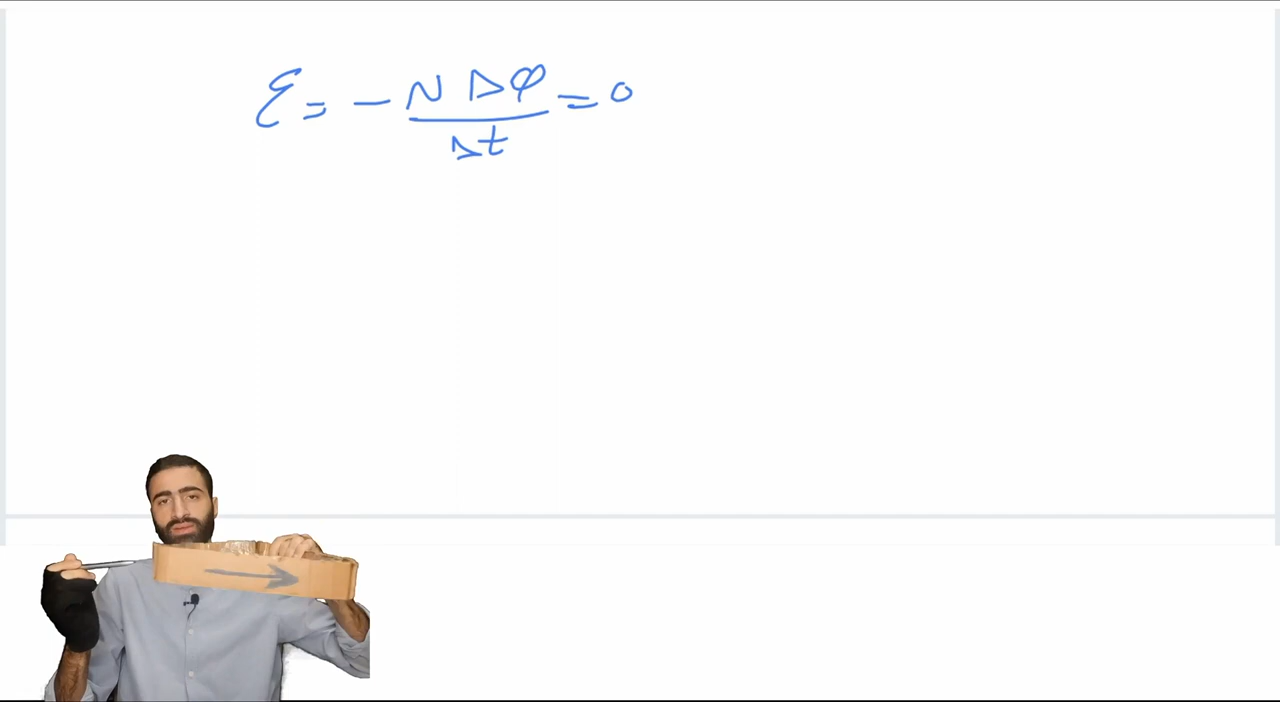 ℰ = - N Δφ / Δt = 0